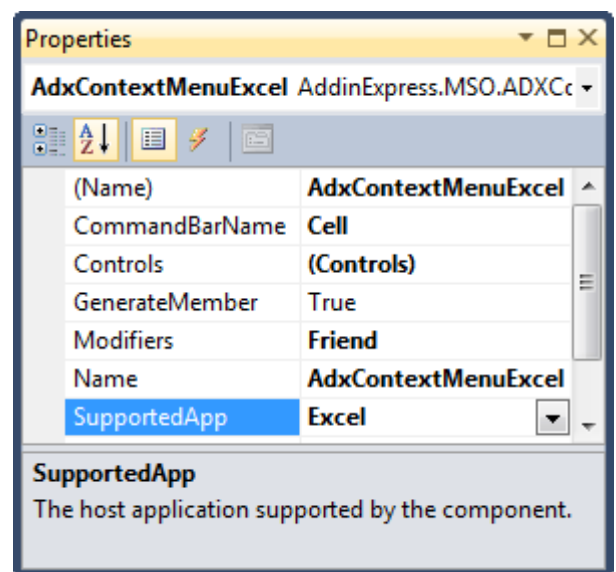 Properties
AdxContextMenuExcel AddinExpress.MSO.ADXCc
(Name) AdxContextMenuExcel
CommandBarName Cell
Controls (Controls)
GenerateMember True
Modifiers Friend
Name AdxContextMenuExcel
SupportedApp Excel
SupportedApp
The host application supported by the component.